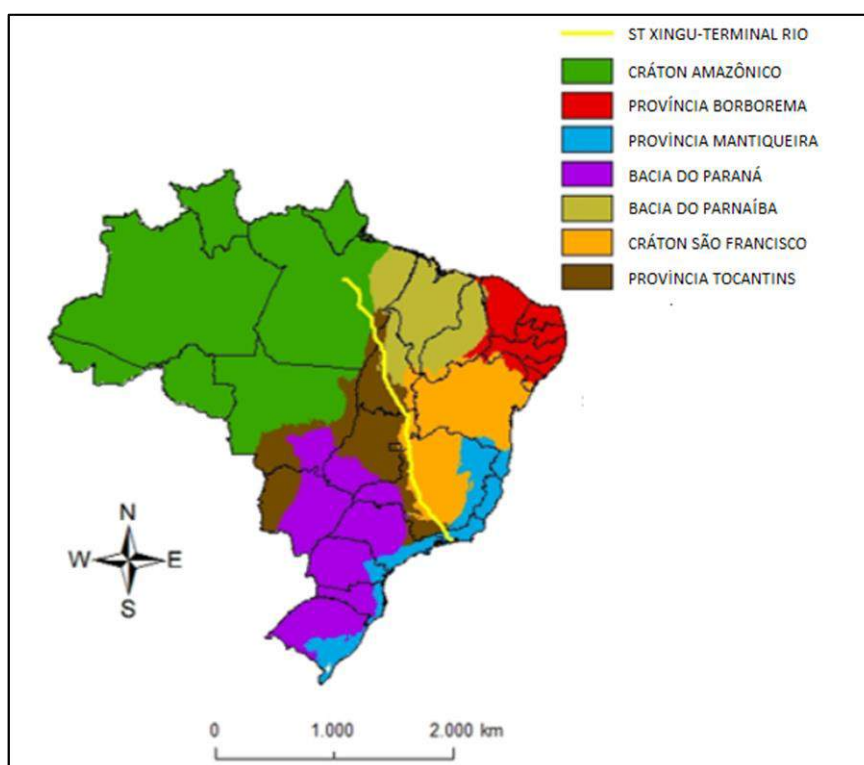 ST XINGU-TERMINAL RIO
CRÁTON AMAZÔNICO
PROVÍNCIA BORBOREMA
PROVÍNCIA MANTIQUEIRA
BACIA DO PARANÁ
BACIA DO PARNAÍBA
CRÁTON SÃO FRANCISCO
PROVÍNCIA TOCANTINS
N
W E
S
0 1.000 2.000 km